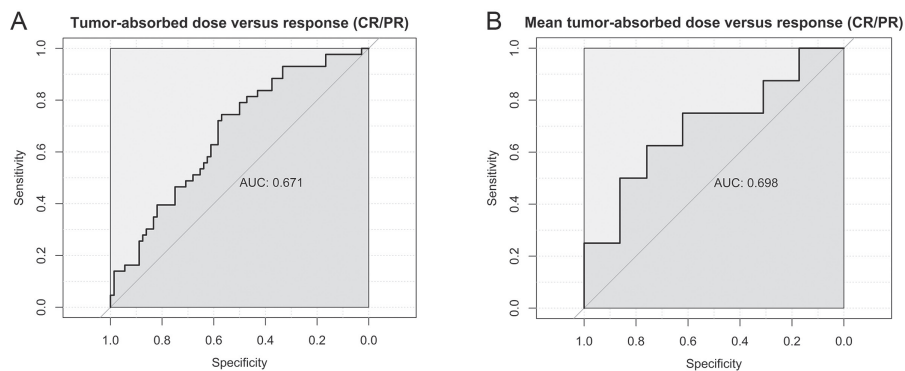 A
Tumor-absorbed dose versus response (CR/PR)
Sensitivity
1.0
0.8
0.6
0.4
0.2
0.0
AUC: 0.671
1.0 0.8 0.6 0.4 0.2 0.0
Specificity
B
Mean tumor-absorbed dose versus response (CR/PR)
Sensitivity
1.0
0.8
0.6
0.4
0.2
0.0
AUC: 0.698
1.0 0.8 0.6 0.4 0.2 0.0
Specificity